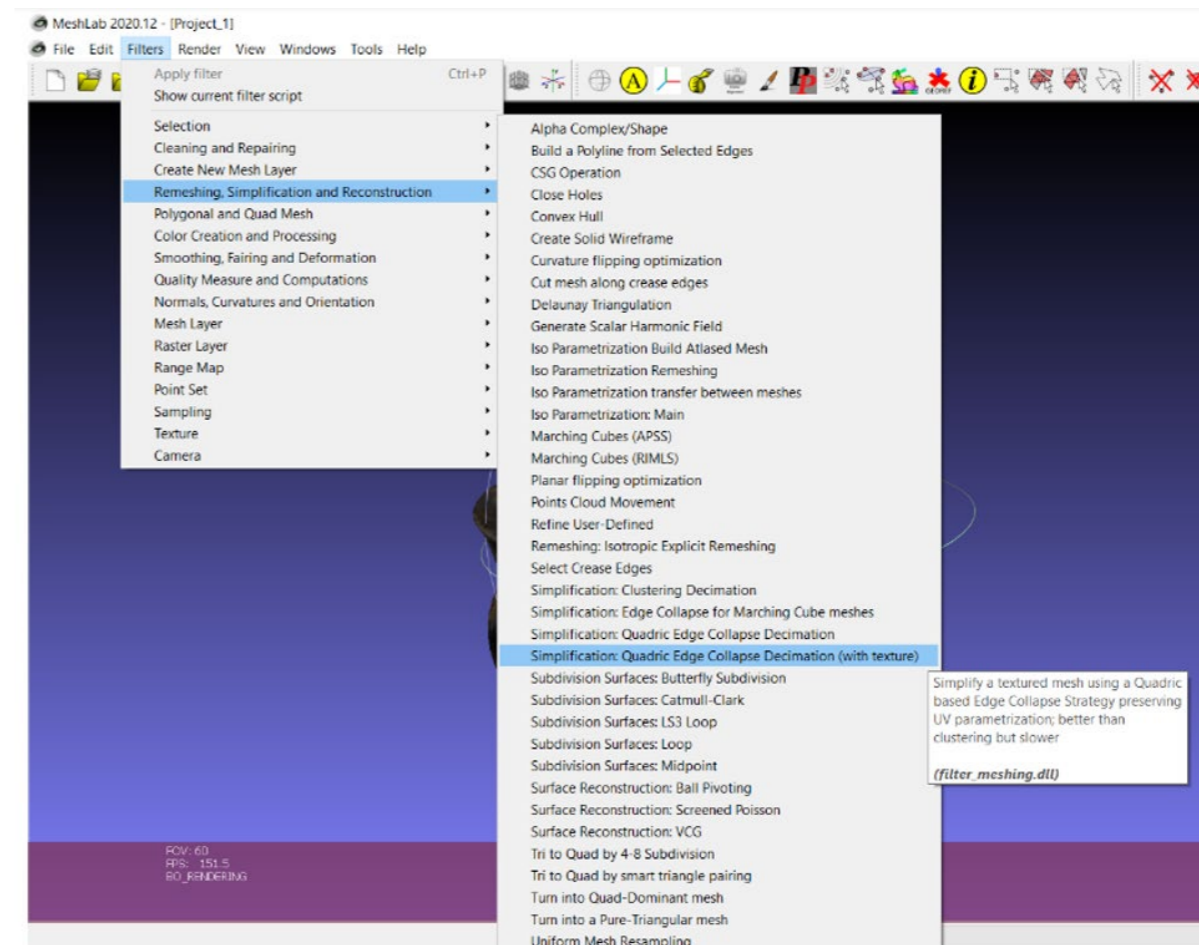 MeshLab 2020.12 - [Project_1]
File Edit Filters Render View Windows Tools Help
Apply filter Ctrl+P
Show current filter script
Selection
Cleaning and Repairing
Create New Mesh Layer
Remeshing, Simplification and Reconstruction
Polygonal and Quad Mesh
Color Creation and Processing
Smoothing, Fairing and Deformation
Quality Measure and Computations
Normals, Curvatures and Orientation
Mesh Layer
Raster Layer
Range Map
Point Set
Sampling
Texture
Camera
Alpha Complex/Shape
Build a Polyline from Selected Edges
CSG Operation
Close Holes
Convex Hull
Create Solid Wireframe
Curvature flipping optimization
Cut mesh along crease edges
Delaunay Triangulation
Generate Scalar Harmonic Field
Iso Parametrization Build Atlased Mesh
Iso Parametrization Remeshing
Iso Parametrization transfer between meshes
Iso Parametrization: Main
Marching Cubes (APSS)
Marching Cubes (RIMLS)
Planar flipping optimization
Points Cloud Movement
Refine User-Defined
Remeshing: Isotropic Explicit Remeshing
Select Crease Edges
Simplification: Clustering Decimation
Simplification: Edge Collapse for Marching Cube meshes
Simplification: Quadric Edge Collapse Decimation
Simplification: Quadric Edge Collapse Decimation (with texture)
Subdivision Surfaces: Butterfly Subdivision
Subdivision Surfaces: Catmull-Clark
Subdivision Surfaces: LS3 Loop
Subdivision Surfaces: Loop
Subdivision Surfaces: Midpoint
Surface Reconstruction: Ball Pivoting
Surface Reconstruction: Screened Poisson
Surface Reconstruction: VCG
Tri to Quad by 4-8 Subdivision
Tri to Quad by smart triangle pairing
Turn into Quad-Dominant mesh
Turn into a Pure-Triangular mesh
Uniform Mesh Resampling
Simplify a textured mesh using a Quadric
based Edge Collapse Strategy preserving
UV parametrization; better than
clustering but slower
(filter_meshing.dll)
FOV: 60
FPS: 151.5
BO_RENDERING